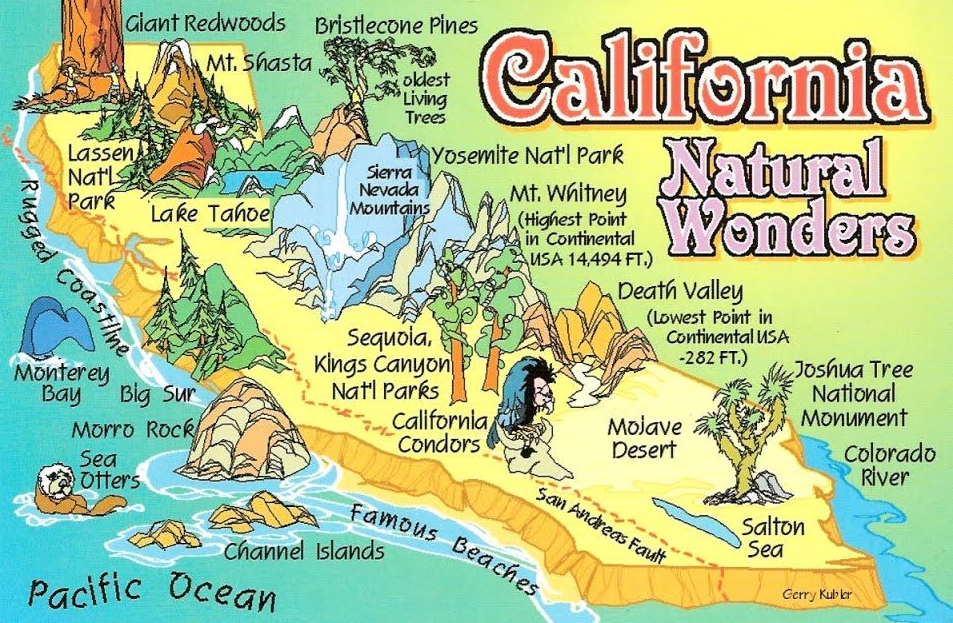 Giant Redwoods
Bristlecone Pines
California
Natural
Wonders
Mt. Shasta
oldest
Living
Trees
Lassen
Nat'l
Park
Yosemite Nat'l Park
Sierra
Nevada
Mountains
Mt. Whitney
(Highest Point
in Continental
USA 14,494 FT.)
Lake Tahoe
Rugged Coastline
Death Valley
(Lowest Point in
Continental USA
-282 FT.)
Sequoia,
Kings Canyon
Nat'l Parks
Monterey
Bay
Big Sur
Joshua Tree
National
Monument
California
Condors
Mojave
Desert
Morro Rock
Colorado
River
Sea
Otters
San Andreas Fault
Salton
Sea
Famous Beaches
Channel Islands
Pacific Ocean
Gerry Kubler